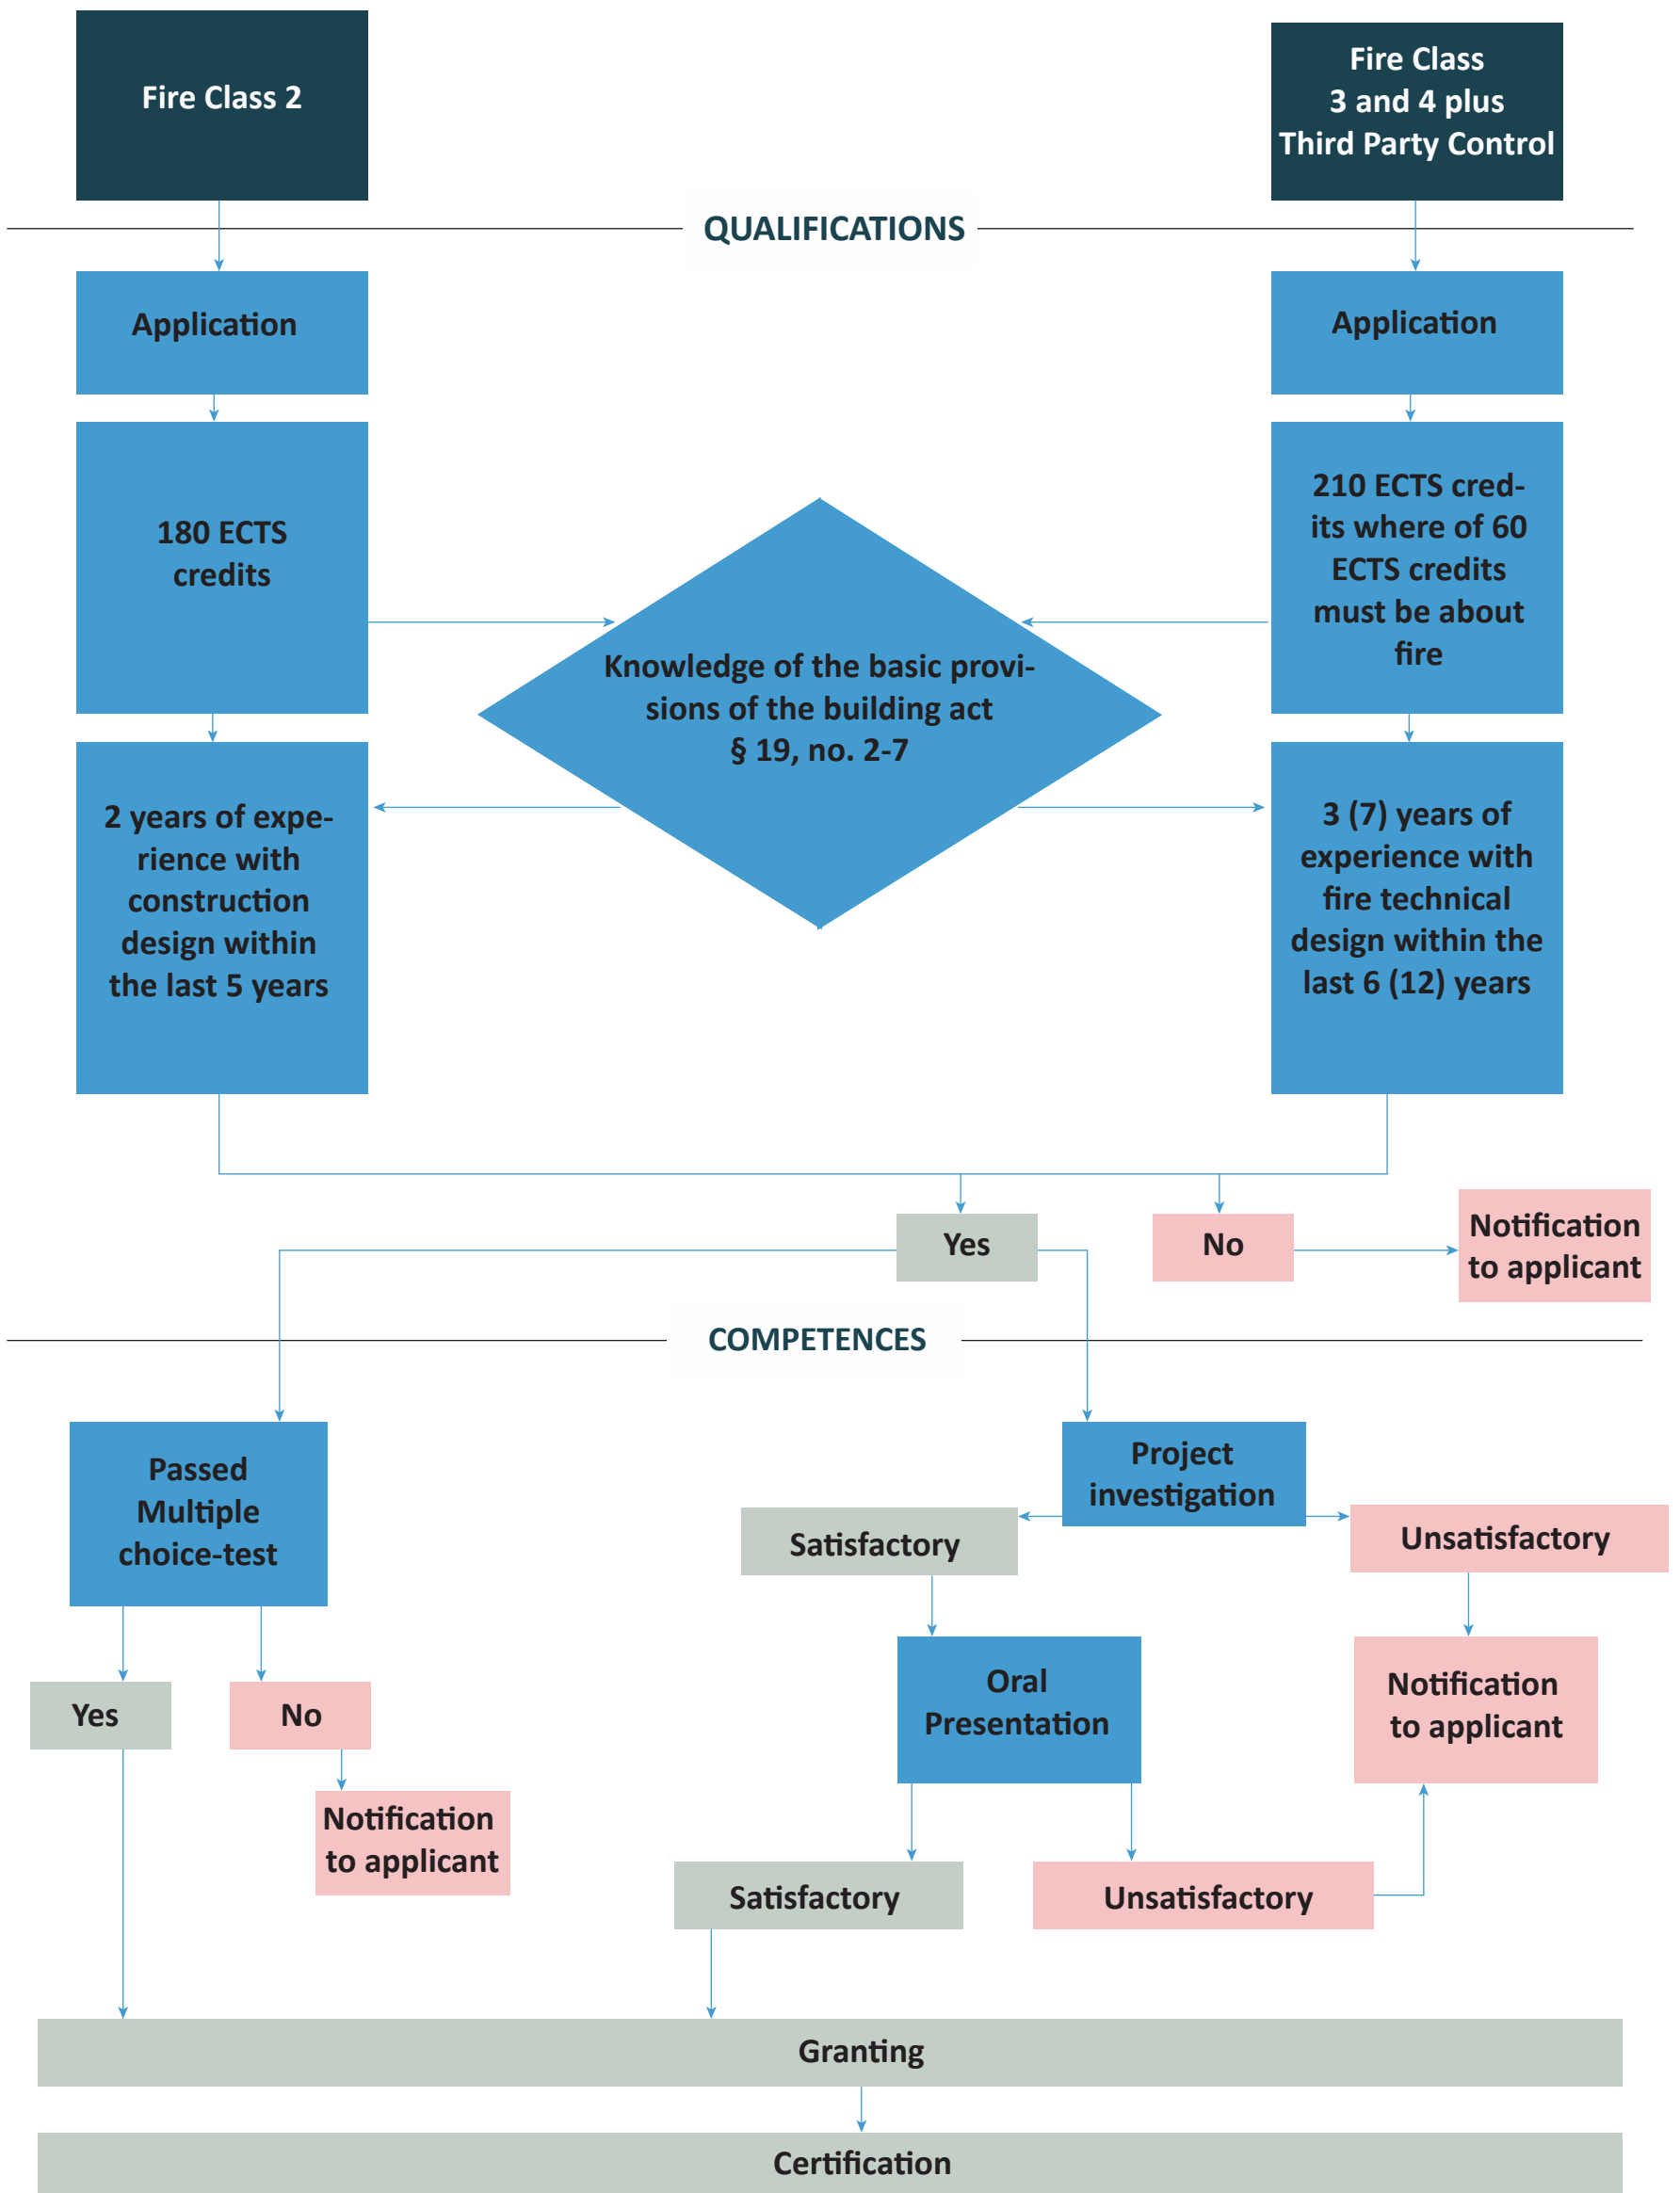 Fire Class 2
Fire Class
3 and 4 plus
Third Party Control
QUALIFICATIONS
Application
Application
180 ECTS
credits
210 ECTS cred-
its where of 60
ECTS credits
must be about
fire
Knowledge of the basic provi-
sions of the building act
§ 19, no. 2-7
2 years of expe-
rience with
construction
design within
the last 5 years
3 (7) years of
experience with
fire technical
design within the
last 6 (12) years
Yes
No
Notification
to applicant
COMPETENCES
Passed
Multiple
choice-test
Project
investigation
Satisfactory
Unsatisfactory
Yes
No
Oral
Presentation
Notification
to applicant
Notification
to applicant
Satisfactory
Unsatisfactory
Granting
Certification